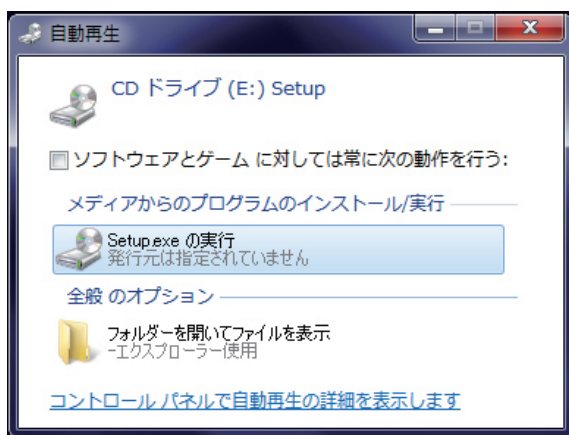 自動再生
CD ドライブ (E:) Setup
ソフトウェアとゲーム に対しては常に次の動作を行う:
メディアからのプログラムのインストール/実行
Setup.exe の実行
発行元は指定されていません
全般 のオプション
フォルダーを開いてファイルを表示
-エクスプローラー使用
コントロール パネルで自動再生の詳細を表示します